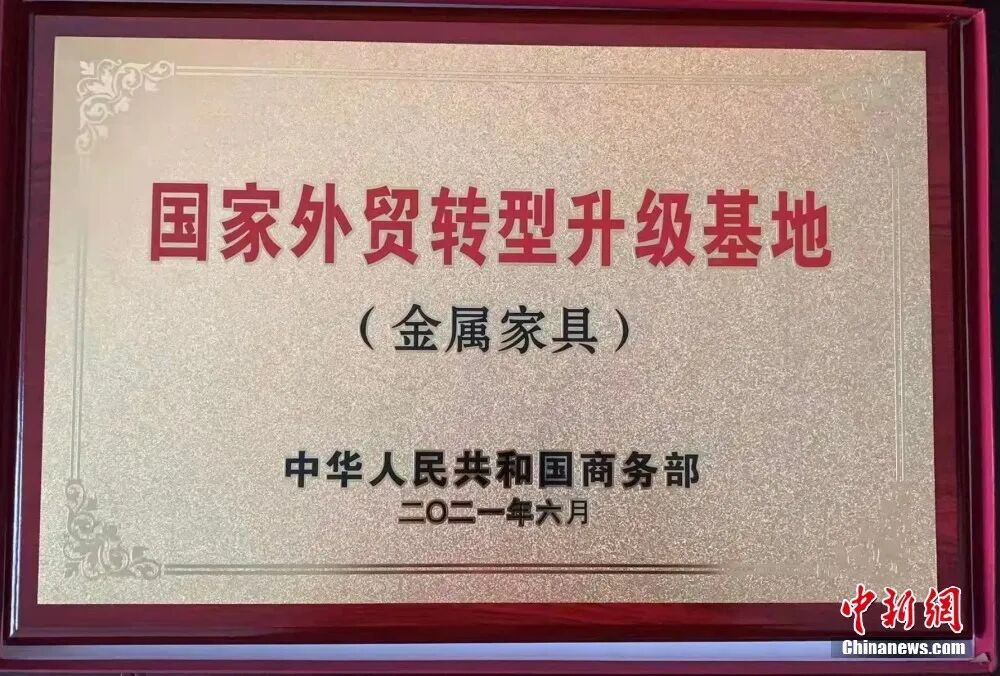 国家外贸转型升级基地
（金属家具）
中华人民共和国商务部
二〇二一年六月
中新網
Chinanews.com